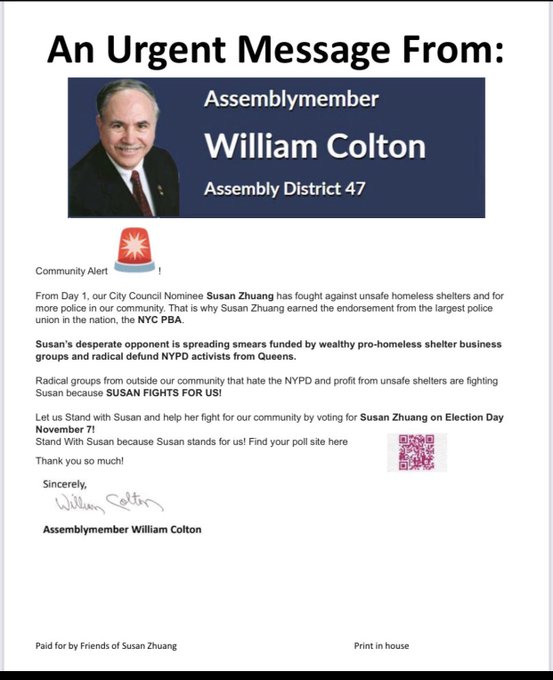 An Urgent Message From:
Assemblymember
William Colton
Assembly District 47
Community Alert 🚨 !
From Day 1, our City Council Nominee Susan Zhuang has fought against unsafe homeless shelters and for
more police in our community. That is why Susan Zhuang earned the endorsement from the largest police
union in the nation, the NYC PBA.
Susan's desperate opponent is spreading smears funded by wealthy pro-homeless shelter business
groups and radical defund NYPD activists from Queens.
Radical groups from outside our community that hate the NYPD and profit from unsafe shelters are fighting
Susan because SUSAN FIGHTS FOR US!
Let us Stand with Susan and help her fight for our community by voting for Susan Zhuang on Election Day
November 7!
Stand With Susan because Susan stands for us! Find your poll site here
Thank you so much!
Sincerely,
William Colton
Assemblymember William Colton
Paid for by Friends of Susan Zhuang Print in house